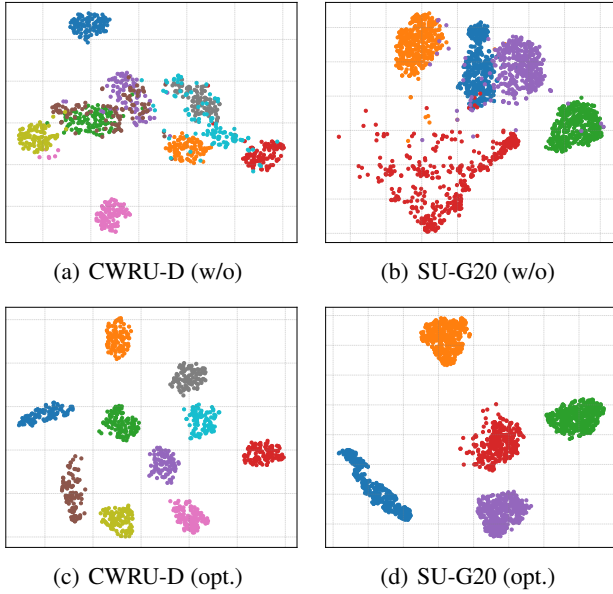 (a) CWRU-D (w/o)
(b) SU-G20 (w/o)
(c) CWRU-D (opt.)
(d) SU-G20 (opt.)